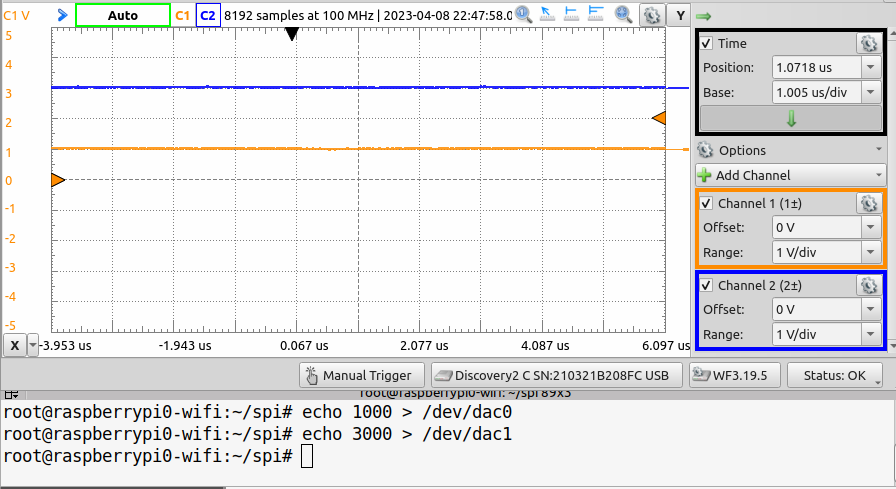 C1 V Auto C1 C2 8192 samples at 100 MHz | 2023-04-08 22:47:58.0 Y
5
4
3
2
1
0
-1
-2
-3
-4
-5
X -3.953 us -1.943 us 0.067 us 2.077 us 4.087 us 6.097 us
Time
Position: 1.0718 us
Base: 1.005 us/div
Options
Add Channel
Channel 1 (1±)
Offset: 0 V
Range: 1 V/div
Channel 2 (2±)
Offset: 0 V
Range: 1 V/div
Manual Trigger Discovery2 C SN:210321B208FC USB WF3.19.5 Status: OK
root@raspberrypi0-wifi:~/spi 89x3
root@raspberrypi0-wifi:~/spi# echo 1000 > /dev/dac0
root@raspberrypi0-wifi:~/spi# echo 3000 > /dev/dac1
root@raspberrypi0-wifi:~/spi#